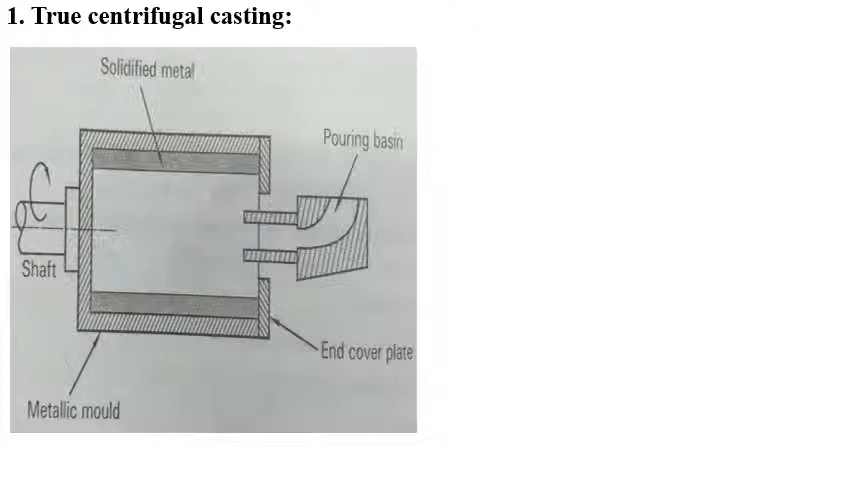 1. True centrifugal casting:
Solidified metal
Pouring basin
Shaft
End cover plate
Metallic mould